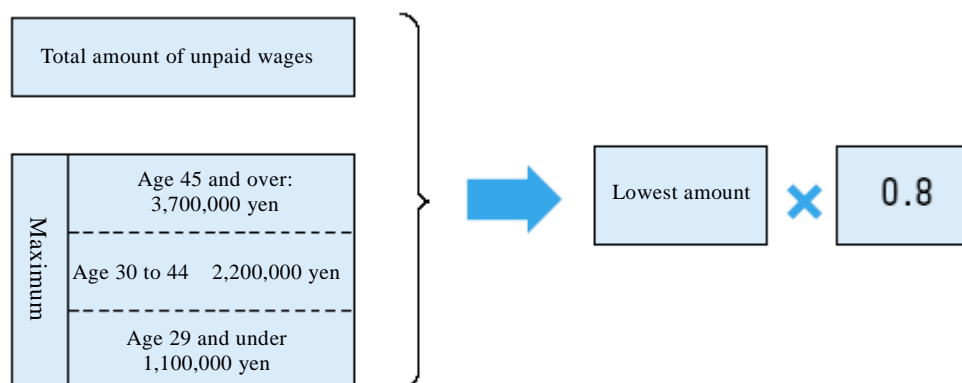 Total amount of unpaid wages
Maximum
Age 45 and over:
3,700,000 yen
Age 30 to 44 2,200,000 yen
Age 29 and under
1,100,000 yen
Lowest amount
×
0.8